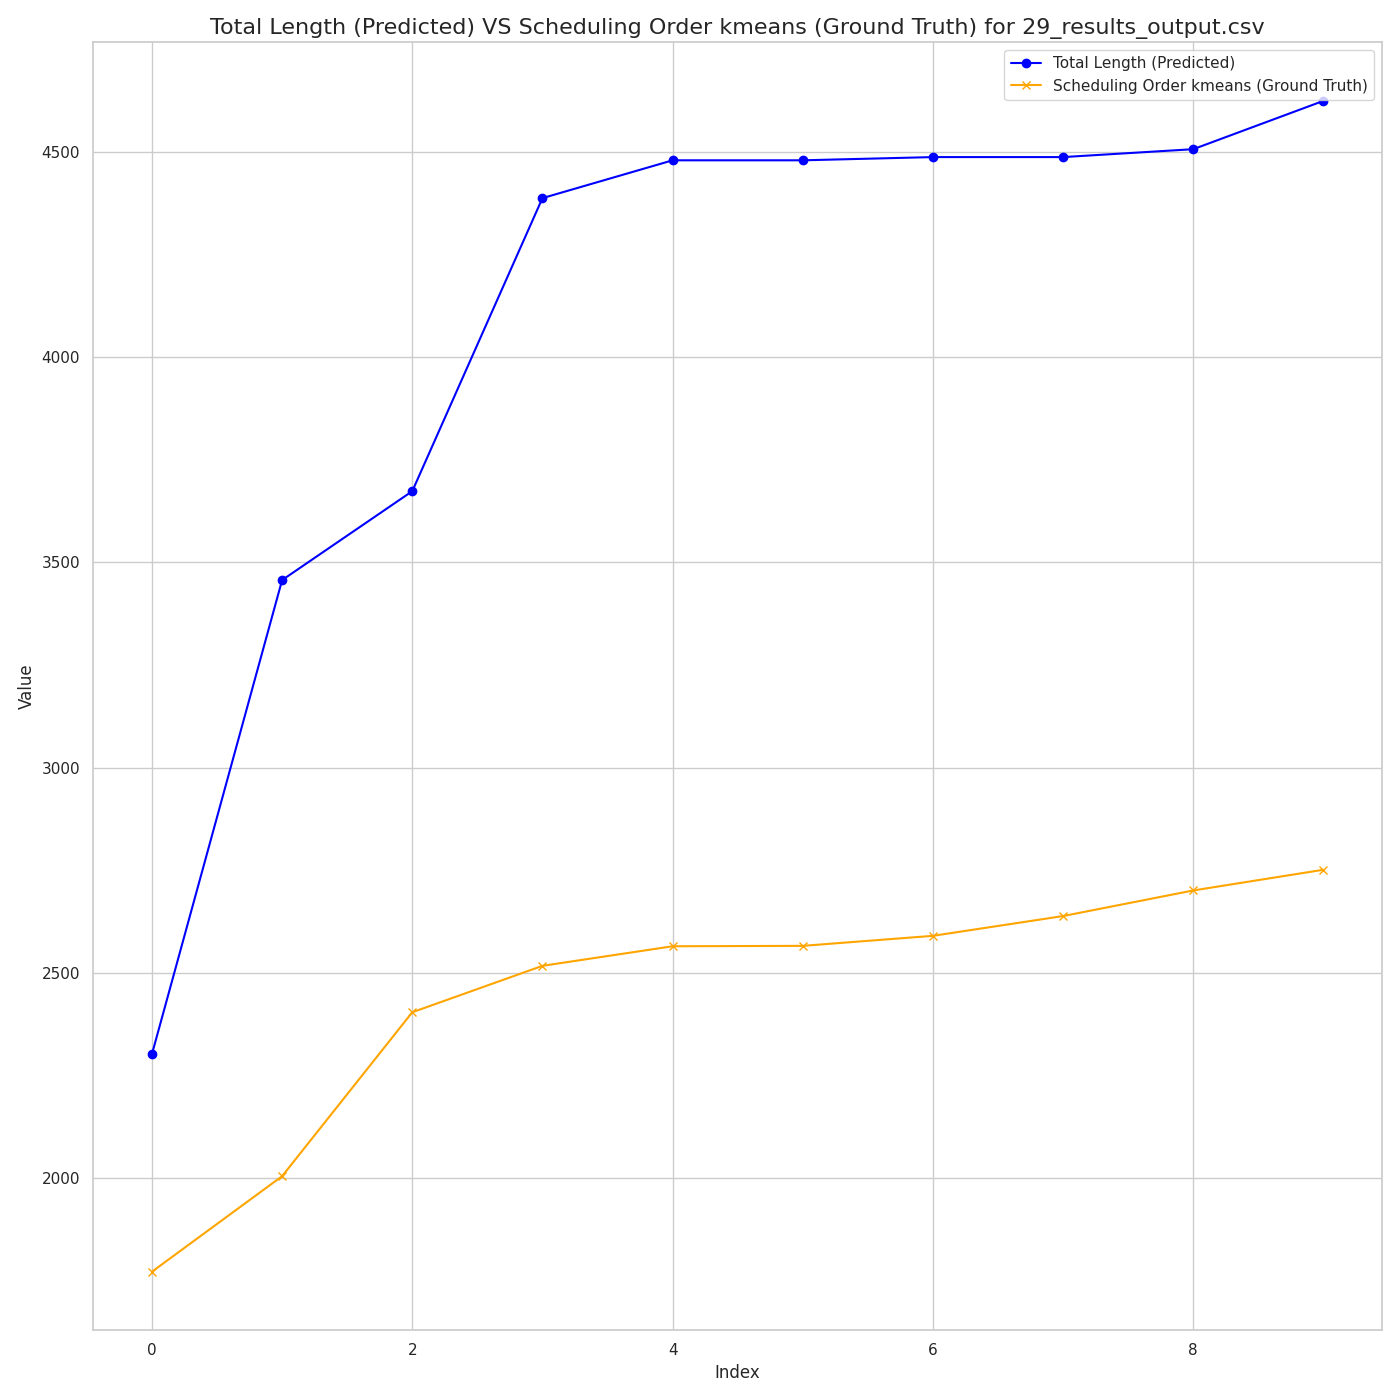 Total Length (Predicted) VS Scheduling Order kmeans (Ground Truth) for 29_results_output.csv
Total Length (Predicted)
Scheduling Order kmeans (Ground Truth)
4500
4000
3500
3000
2500
2000
Value
0 2 4 6 8
Index